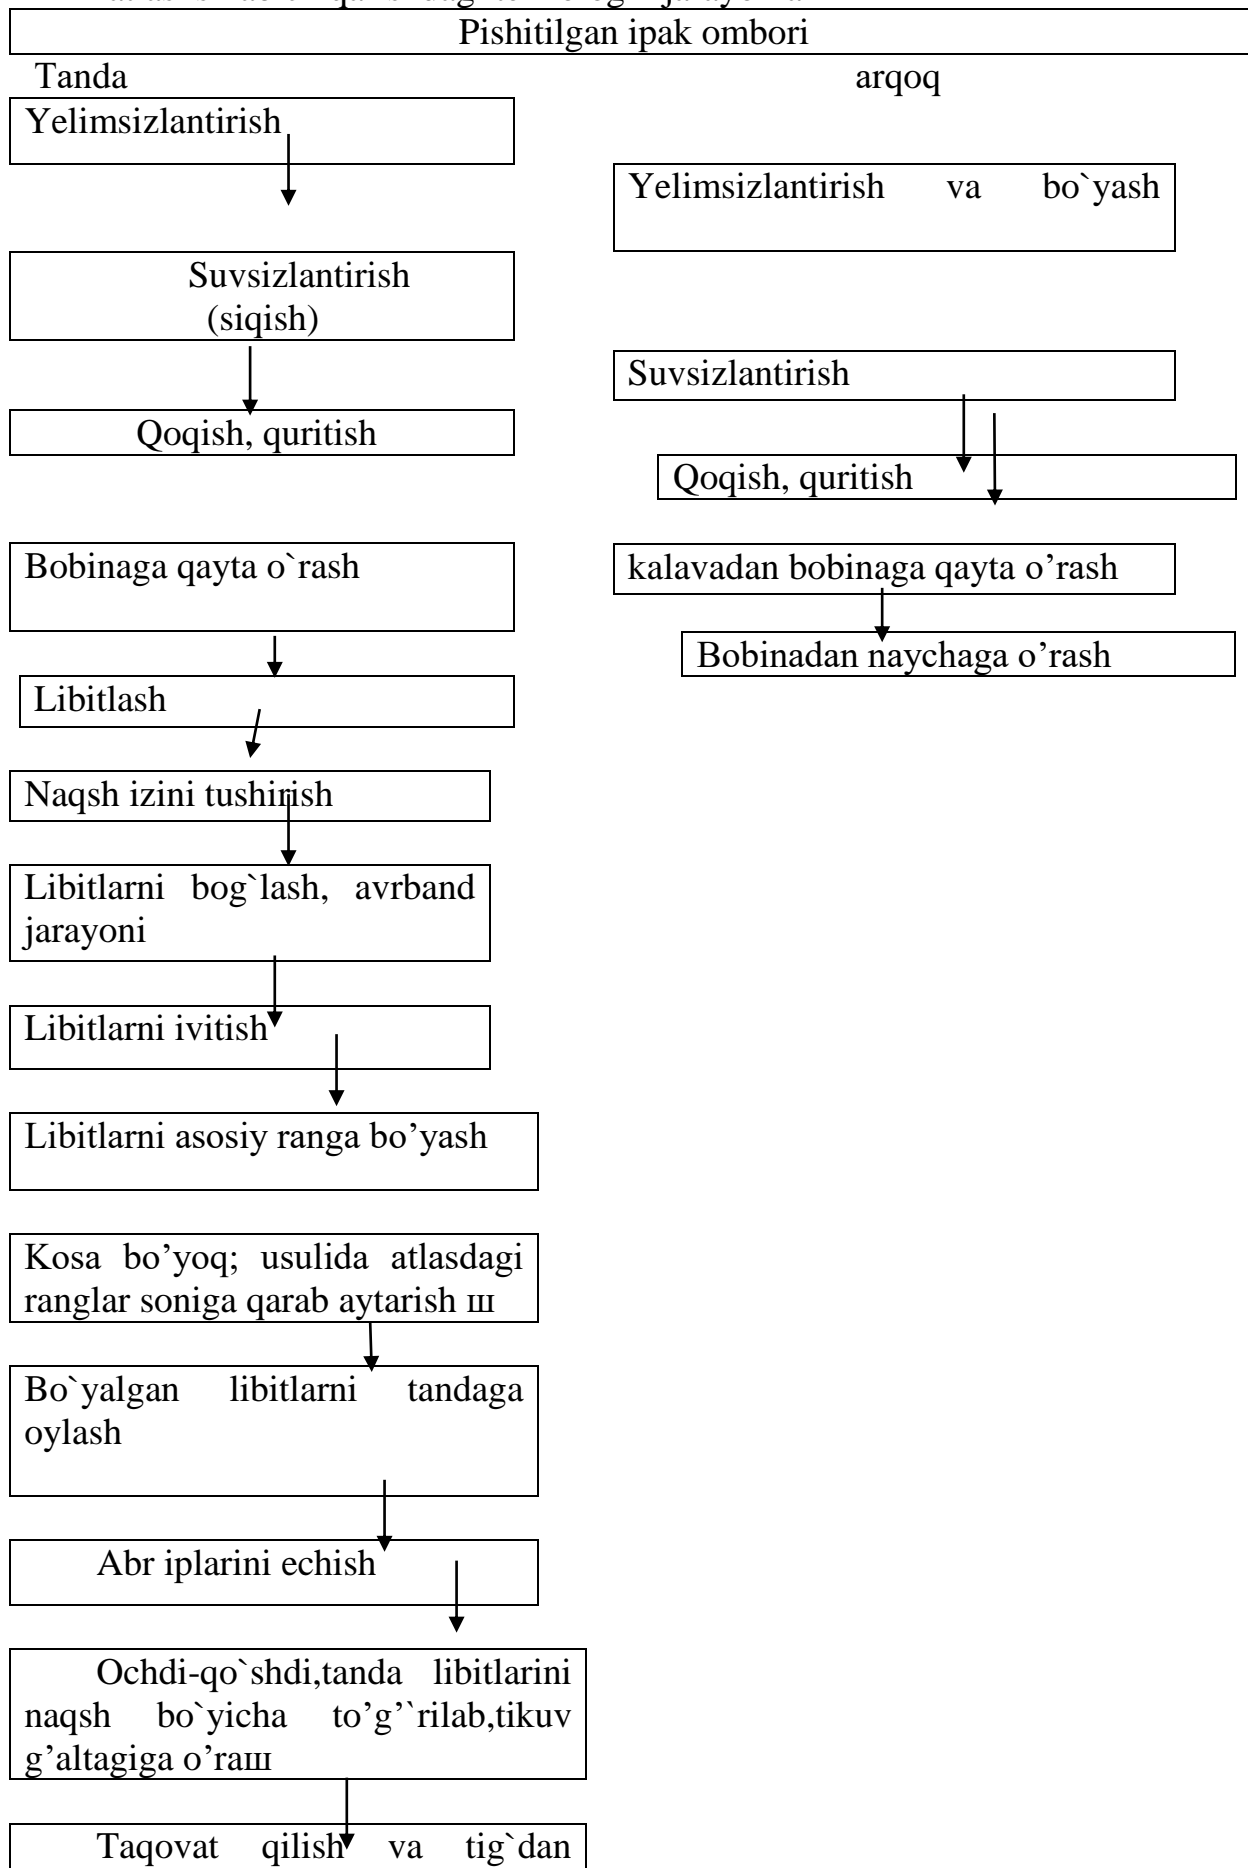 Pishitilgan ipak ombori
Tanda
arqoq
Yelimsizlantirish
Yelimsizlantirish va bo`yash
Suvsizlantirish
(siqish)
Suvsizlantirish
Qoqish, quritish
Qoqish, quritish
Bobinaga qayta o`rash
kalavadan bobinaga qayta o’rash
Bobinadan naychaga o’rash
Libitlash
Naqsh izini tushirish
Libitlarni bog`lash, avrband
jarayoni
Libitlarni ivitish
Libitlarni asosiy ranga bo’yash
Kosa bo’yoq; usulida atlasdagi
ranglar soniga qarab aytarish ш
Bo`yalgan libitlarni tandaga
oylash
Abr iplarini echish
Ochdi-qo`shdi,tanda libitlarini
naqsh bo`yicha to’g’`rilab,tikuv
g’altagiga o’raш
Taqovat qilish va tig`dan